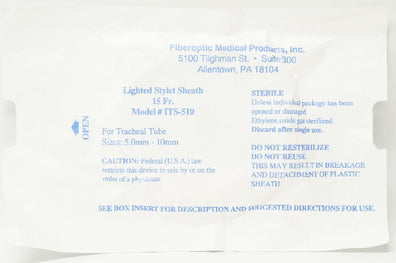 Fiberoptic Medical Products, Inc.
5100 Tilghman St. • Suite 300
Allentown, PA 18104
Lighted Stylet Sheath
15 Fr.
Model # ITS-510
OPEN
For Tracheal Tube
Sizes: 5.0mm - 10mm
CAUTION: Federal (U.S.A.) law
restricts this device to sale by or on the
order of a physician.
STERILE
Unless individual package has been
opened or damaged.
Ethylene oxide gas sterilized.
Discard after single use.
DO NOT RESTERILIZE
DO NOT REUSE
THIS MAY RESULT IN BREAKAGE
AND DETACHMENT OF PLASTIC
SHEATH
SEE BOX INSERT FOR DESCRIPTION AND SUGGESTED DIRECTIONS FOR USE.